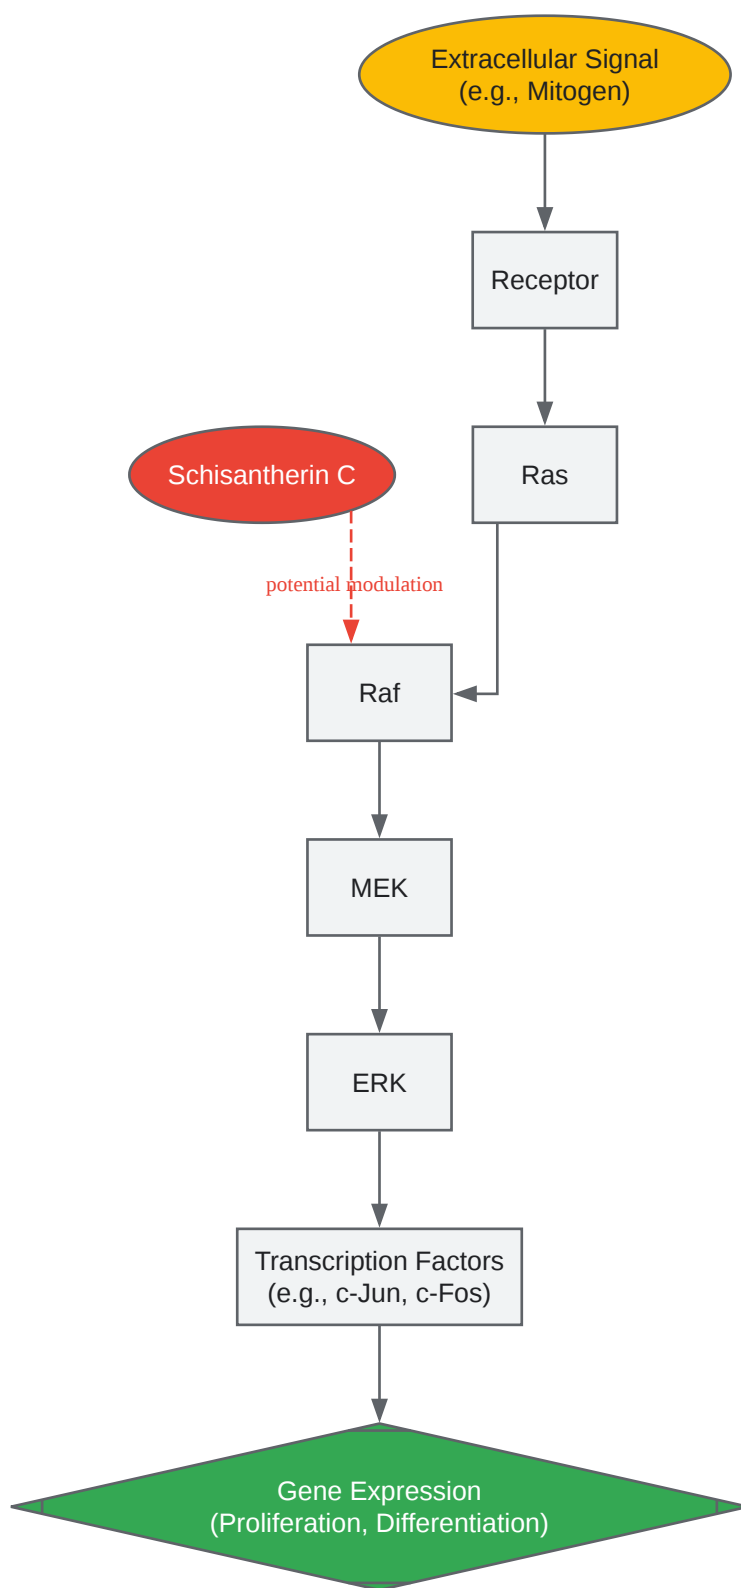 Extracellular Signal
(e.g., Mitogen)
Receptor
Schisantherin C
Ras
potential modulation
Raf
MEK
ERK
Transcription Factors
(e.g., c-Jun, c-Fos)
Gene Expression
(Proliferation, Differentiation)